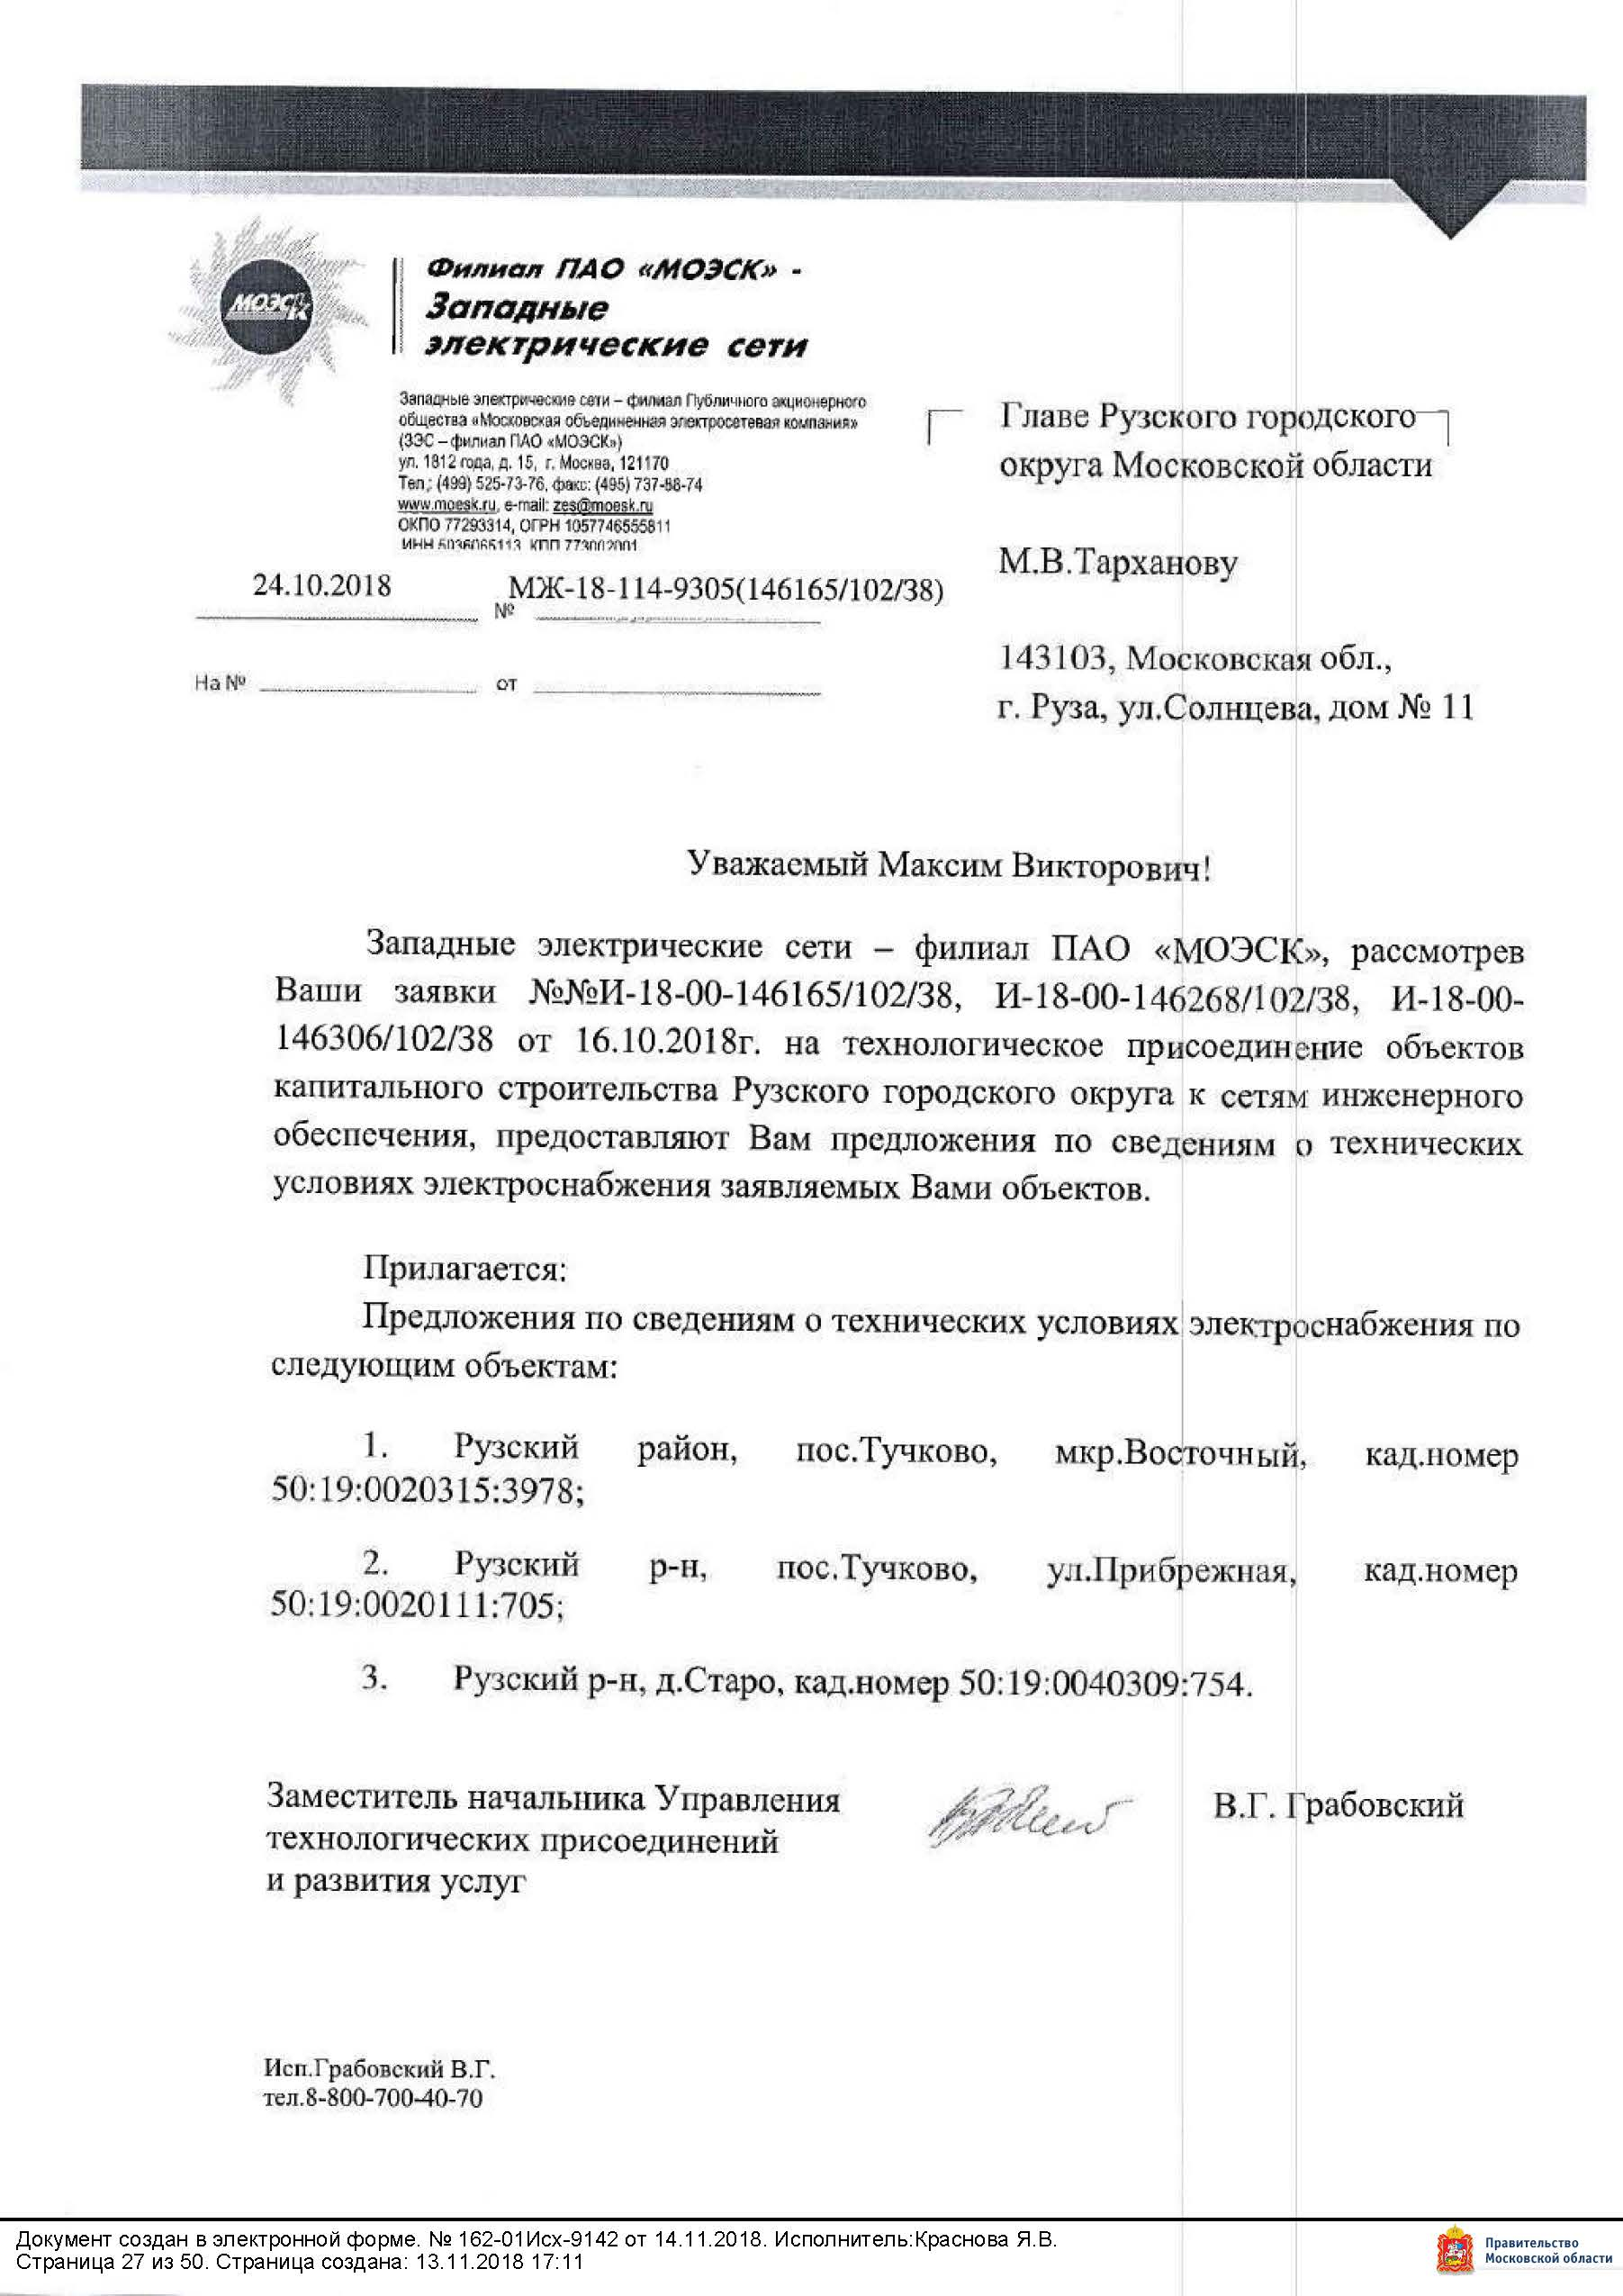 МОЭСК
Филиал ПАО «МОЭСК» -
Западные
электрические сети
Западные электрические сети – филиал Публичного акционерного
общества «Московская объединенная электросетевая компания»
(ЗЭС – филиал ПАО «МОЭСК»)
ул. 1812 года, д. 15, г. Москва, 121170
Тел.: (499) 525-73-76, факс: (495) 737-88-74
www.moesk.ru, e-mail: zes@moesk.ru
ОКПО 77293314, ОГРН 1057746555811
ИНН 5036065113 КПП 773002001
24.10.2018 МЖ-18-114-9305(146165/102/38)
№
На № от
Главе Рузского городского
округа Московской области
М.В.Тарханову
143103, Московская обл.,
г. Руза, ул.Солнцева, дом № 11
Уважаемый Максим Викторович!
Западные электрические сети – филиал ПАО «МОЭСК», рассмотрев
Ваши заявки №№И-18-00-146165/102/38, И-18-00-146268/102/38, И-18-00-
146306/102/38 от 16.10.2018г. на технологическое присоединение объектов
капитального строительства Рузского городского округа к сетям инженерного
обеспечения, предоставляют Вам предложения по сведениям о технических
условиях электроснабжения заявляемых Вами объектов.
Прилагается:
Предложения по сведениям о технических условиях электроснабжения по
следующим объектам:
1. Рузский район, пос.Тучково, мкр.Восточный, кад.номер
50:19:0020315:3978;
2. Рузский р-н, пос.Тучково, ул.Прибрежная, кад.номер
50:19:0020111:705;
3. Рузский р-н, д.Старо, кад.номер 50:19:0040309:754.
Заместитель начальника Управления
технологических присоединений
и развития услуг
В.Г. Грабовский
Исп.Грабовский В.Г.
тел.8-800-700-40-70
Документ создан в электронной форме. № 162-01Исх-9142 от 14.11.2018. Исполнитель:Краснова Я.В.
Страница 27 из 50. Страница создана: 13.11.2018 17:11
Правительство
Московской области